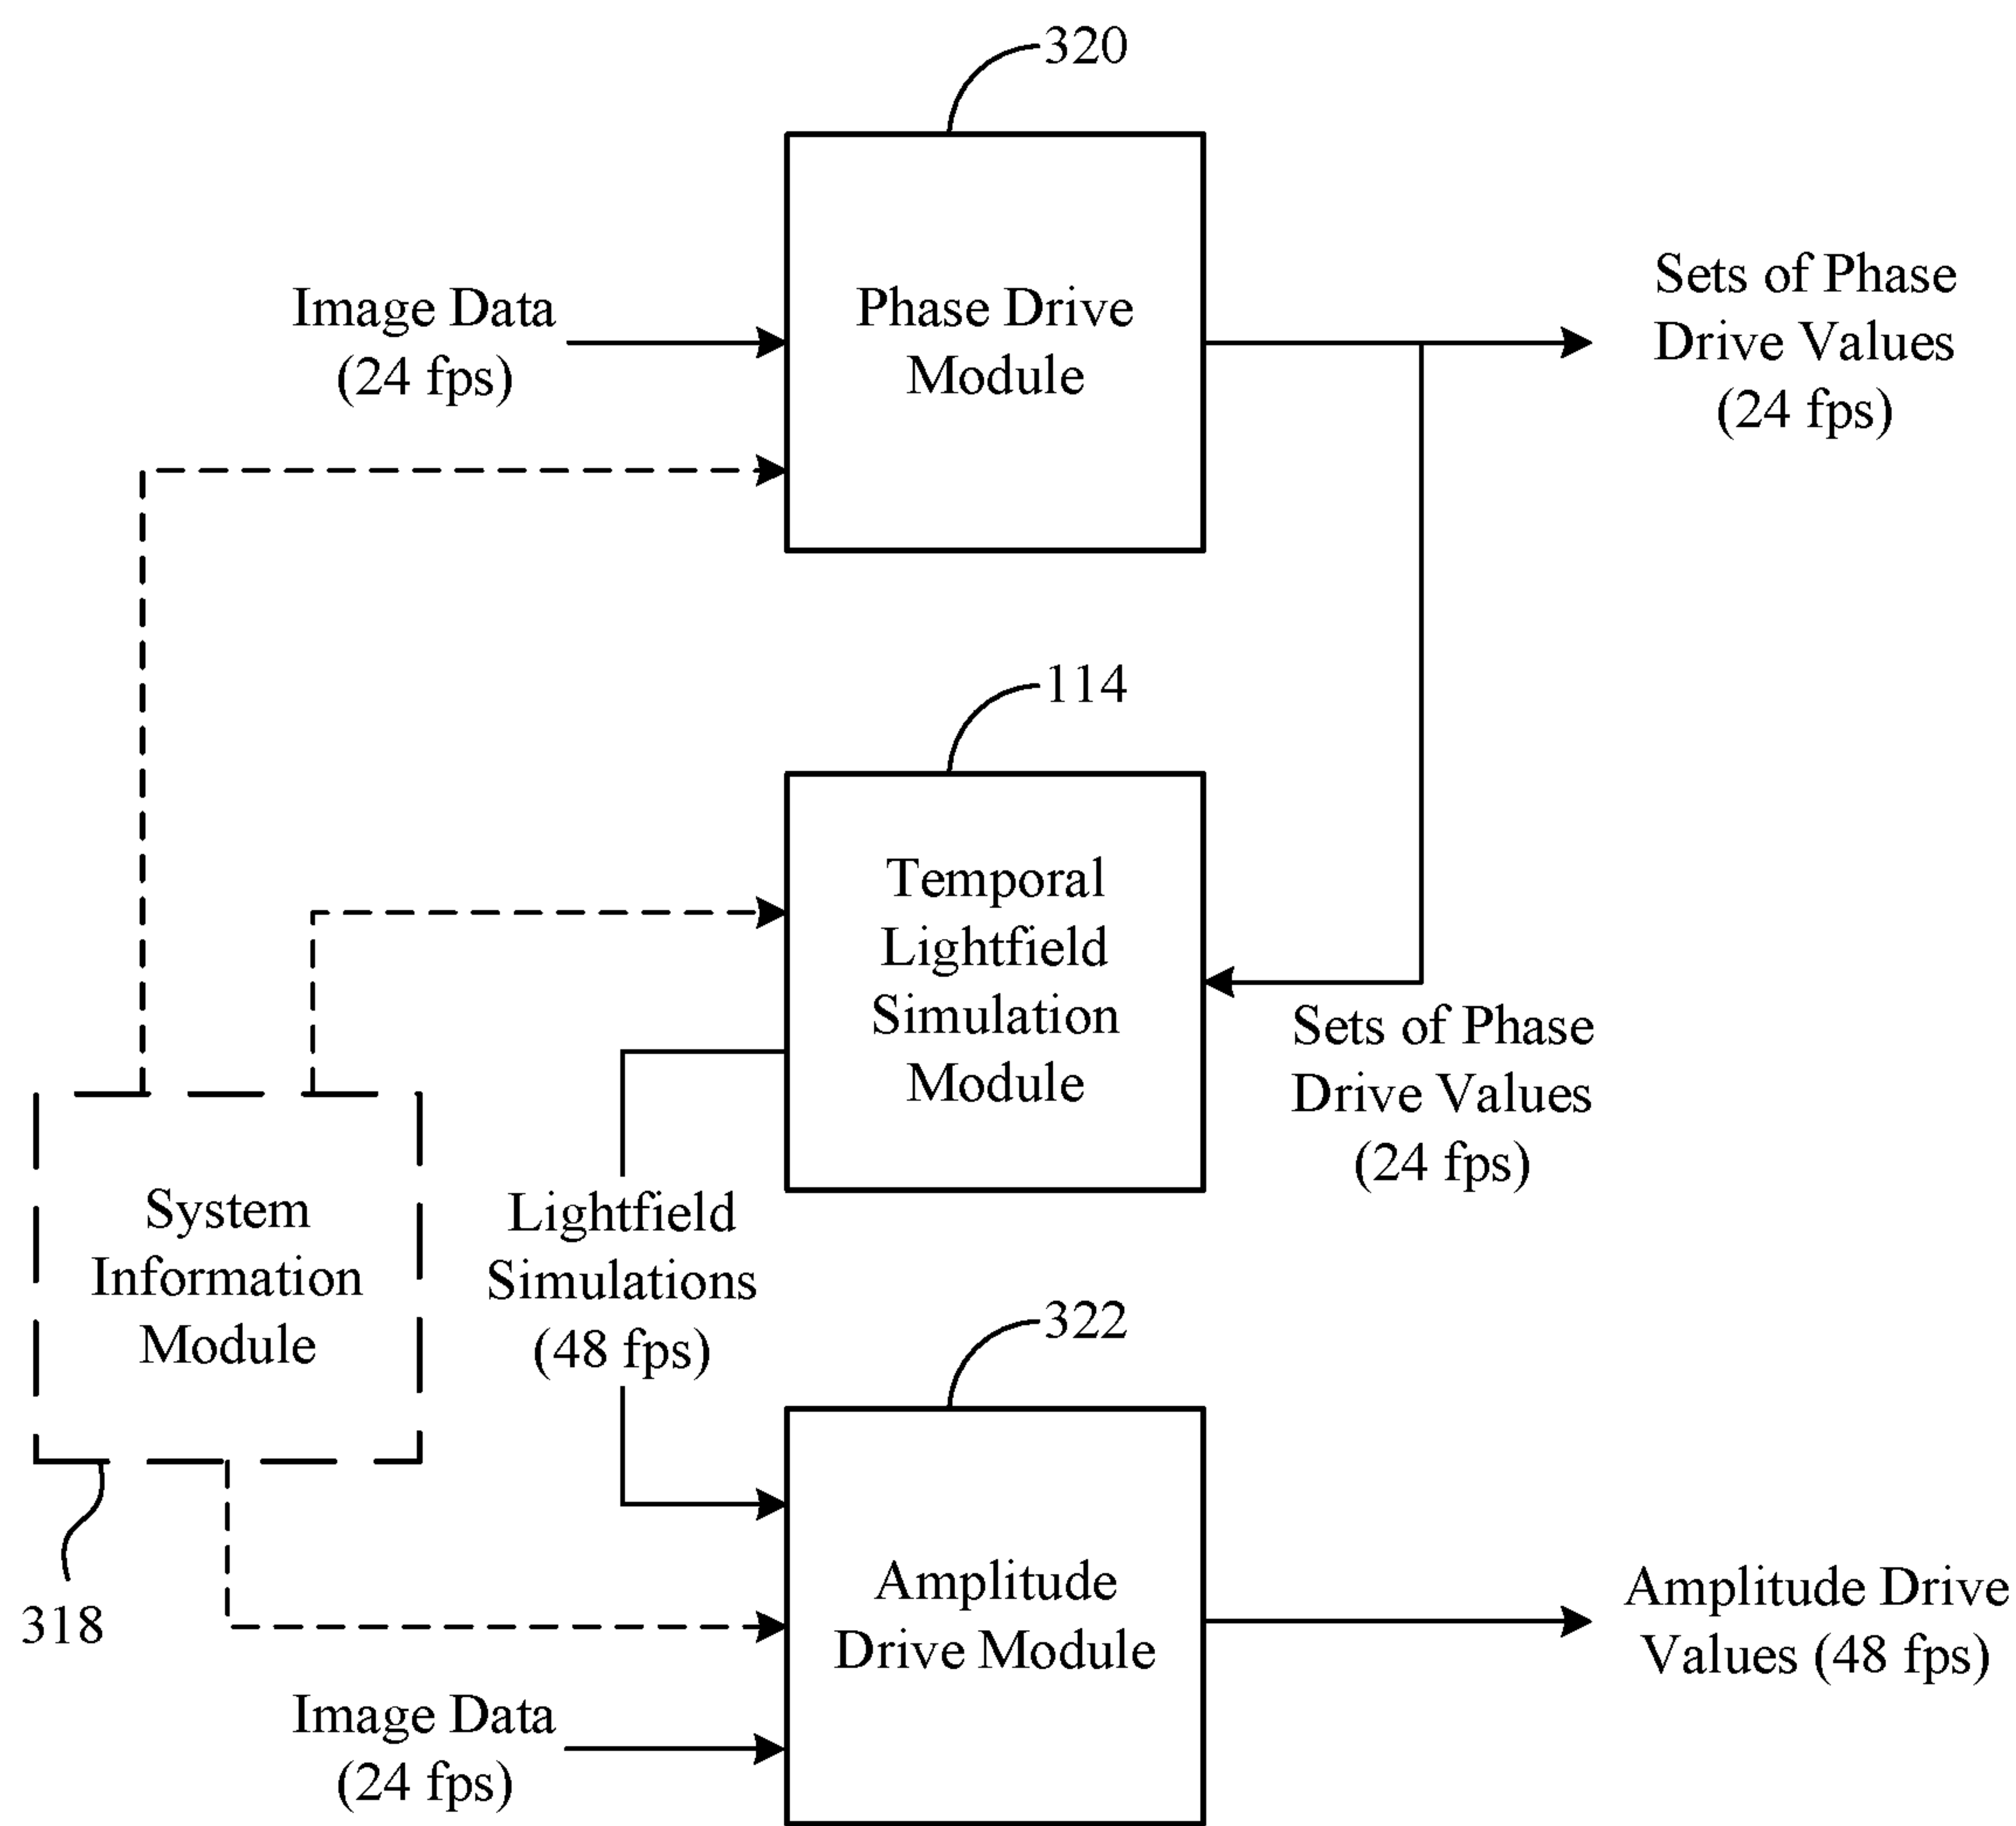 320
Image Data
(24 fps)
Phase Drive
Module
Sets of Phase
Drive Values
(24 fps)
114
Temporal
Lightfield
Simulation
Module
Sets of Phase
Drive Values
(24 fps)
System
Information
Module
318
Lightfield
Simulations
(48 fps)
322
Amplitude
Drive Module
Image Data
(24 fps)
Amplitude Drive
Values (48 fps)